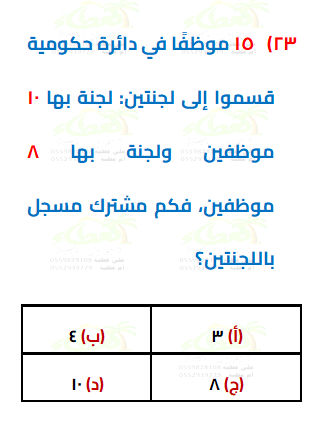 ٢٣) ١٥ موظفًا في دائرة حكومية
قسموا إلى لجنتين: لجنة بها ١٠
موظفين ولجنة بها ٨
موظفين، فكم مشترك مسجل
باللجنتين؟
(أ) ٣ (ب) ٤
(ج) ٨ (د) ١٠